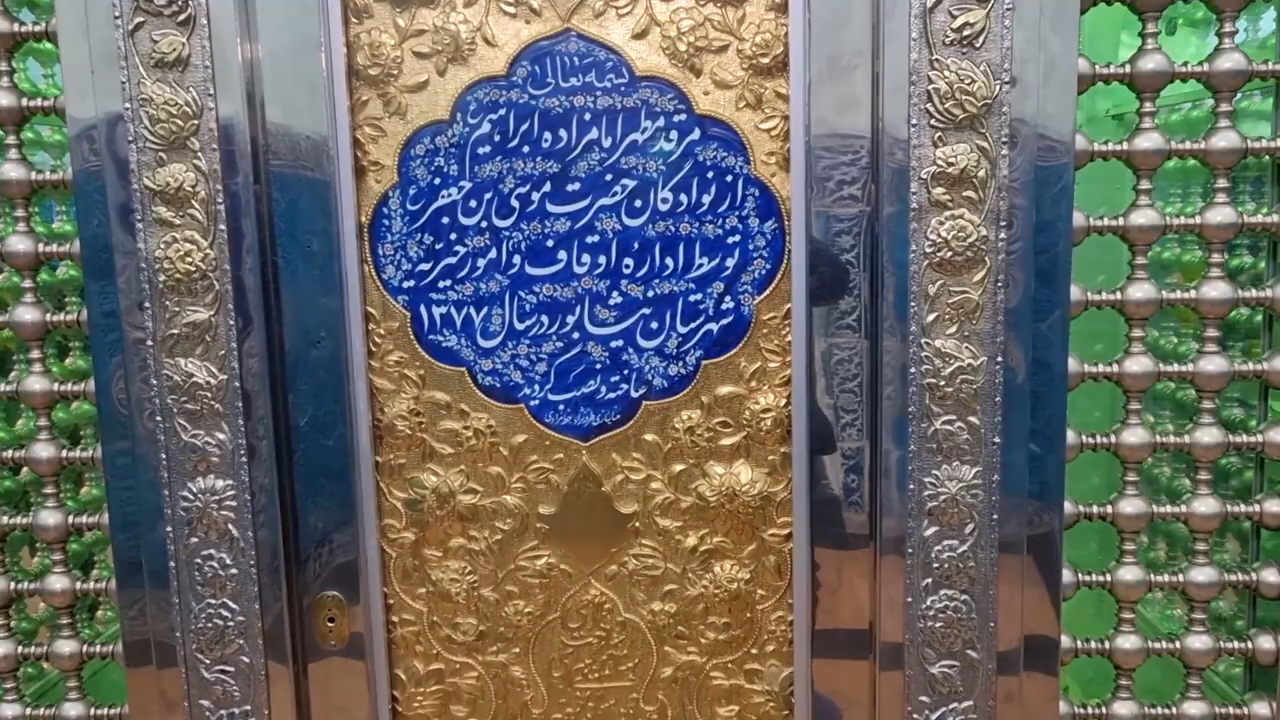 بسمه تعالی
مرقد مطهر امامزاده ابراهیم ع
از نوادگان حضرت موسی بن جعفر ع
توسط اداره اوقاف و امور خیریه
شهرستان نیشابور در سال ۱۳۷۷
ساخته و نصب گردید